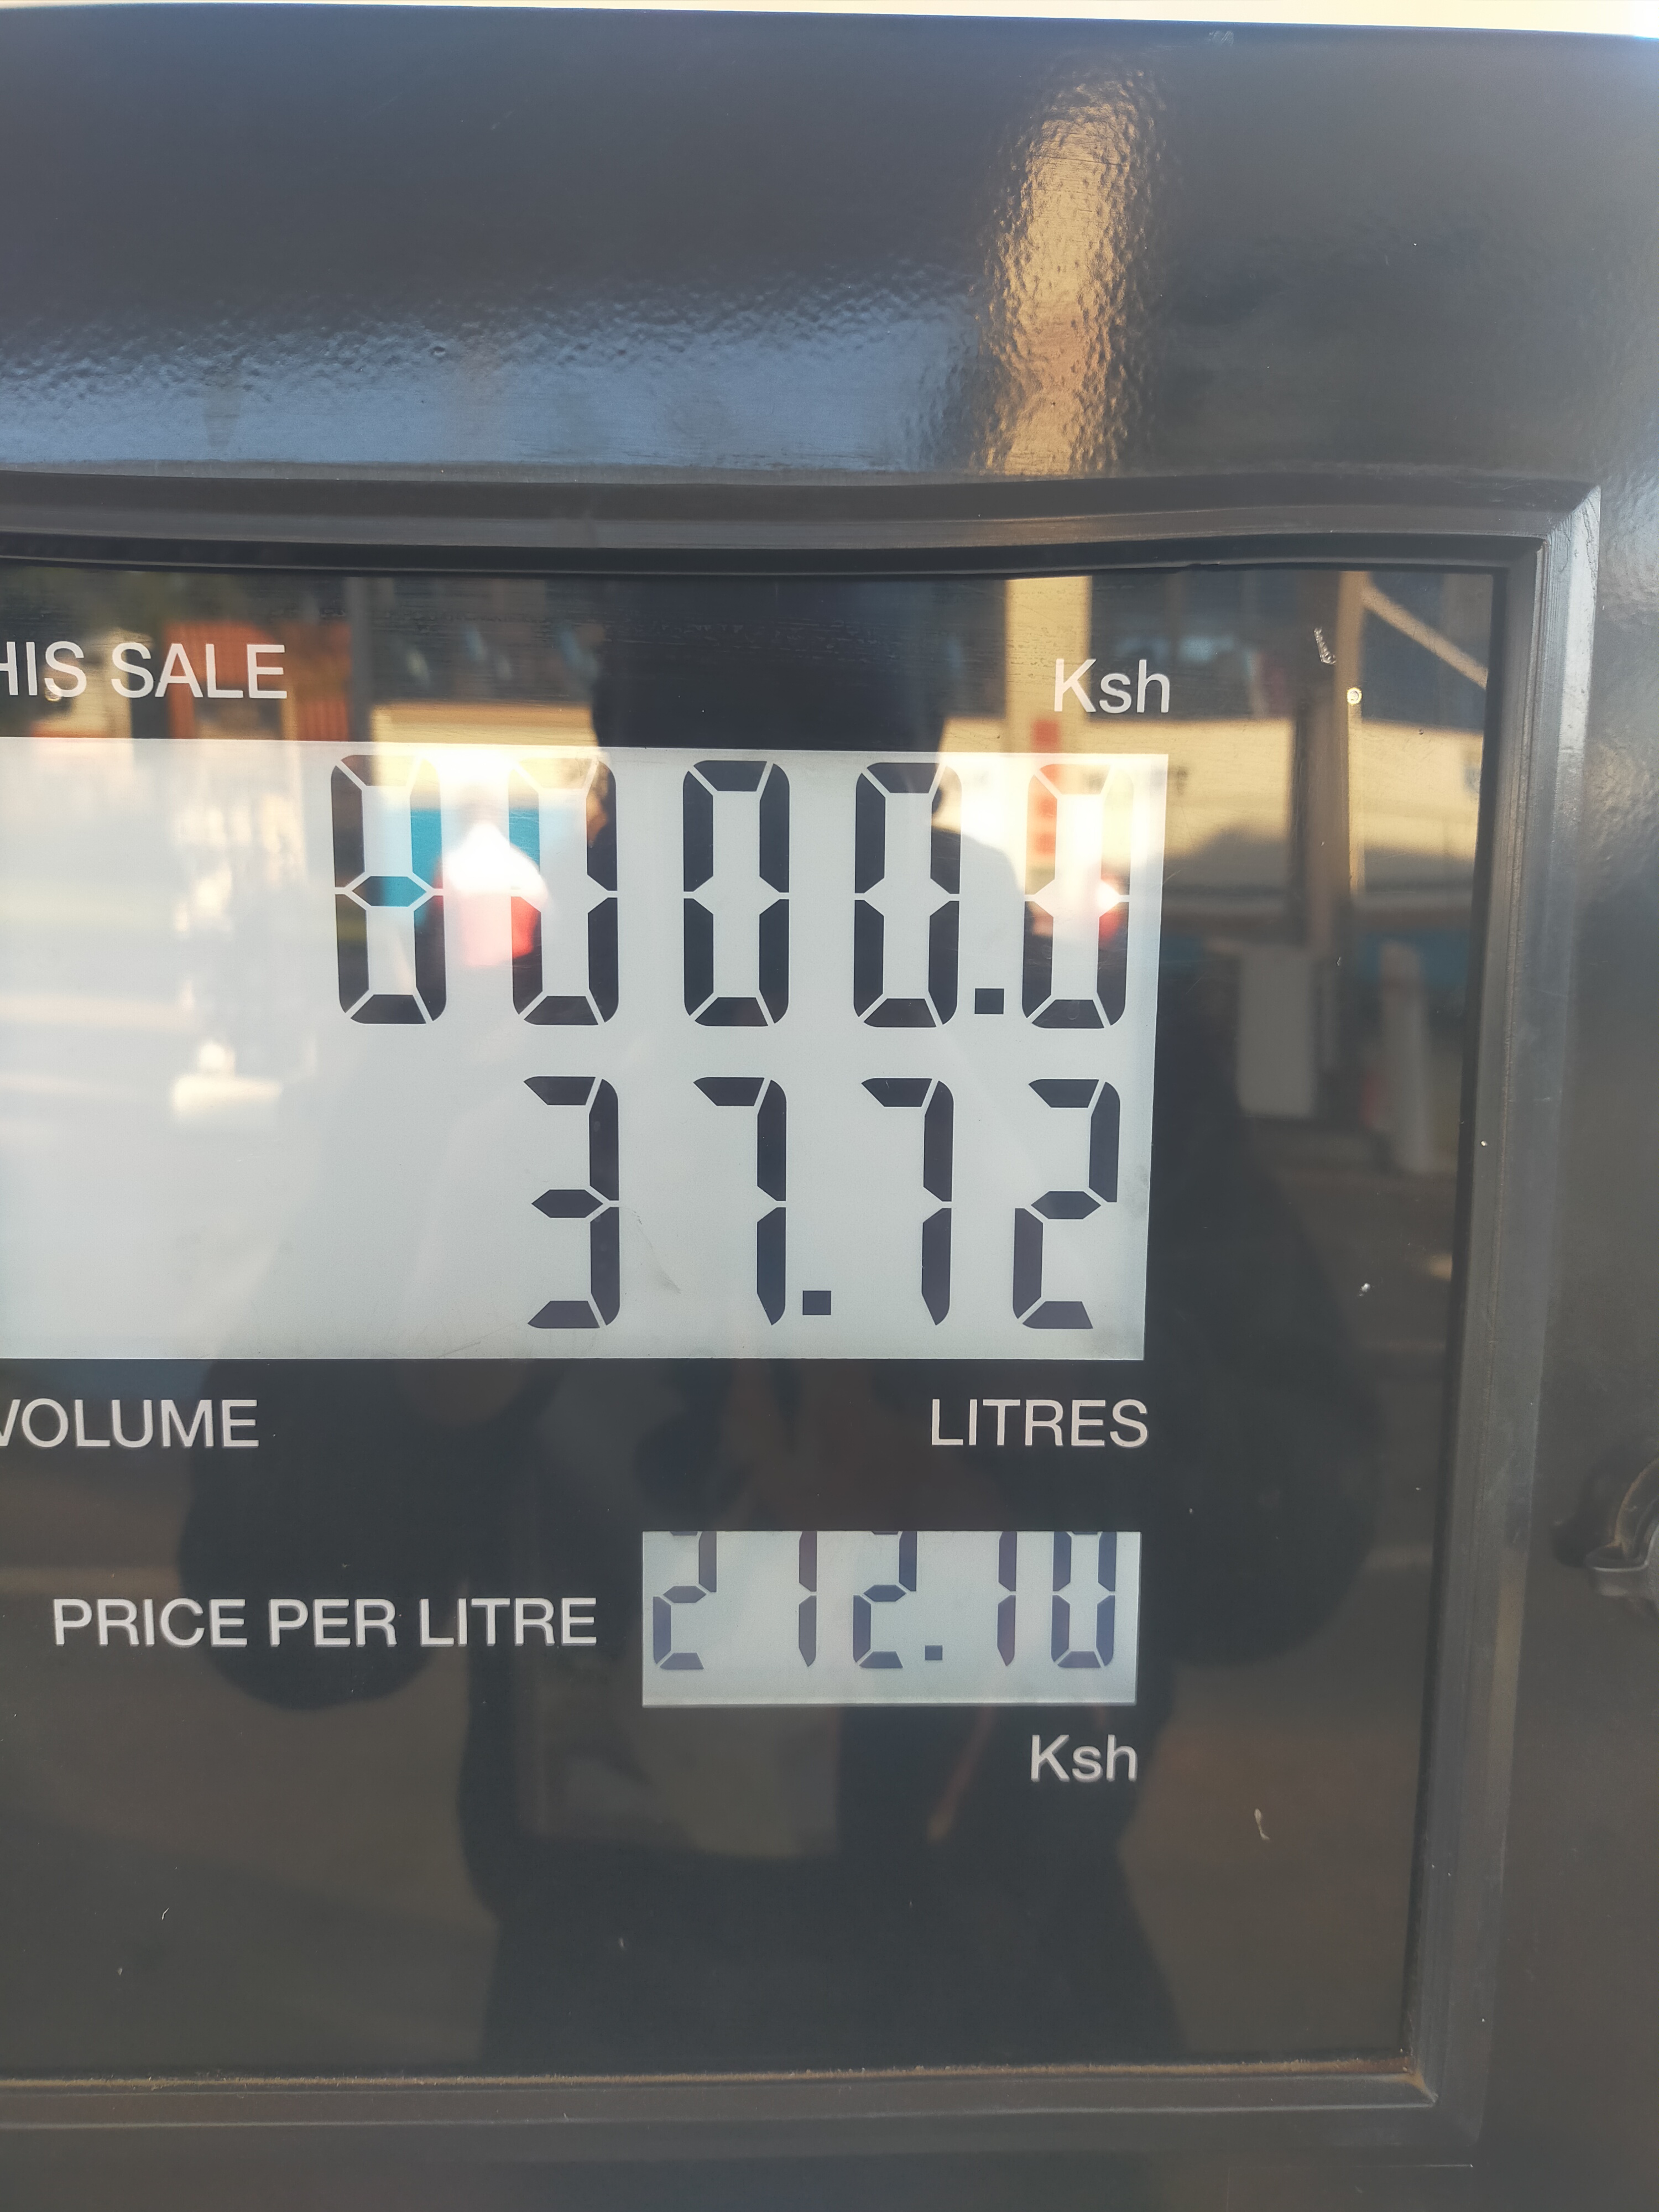 HIS SALE Ksh
8000.0
37.72
VOLUME LITRES
PRICE PER LITRE 212.10
Ksh